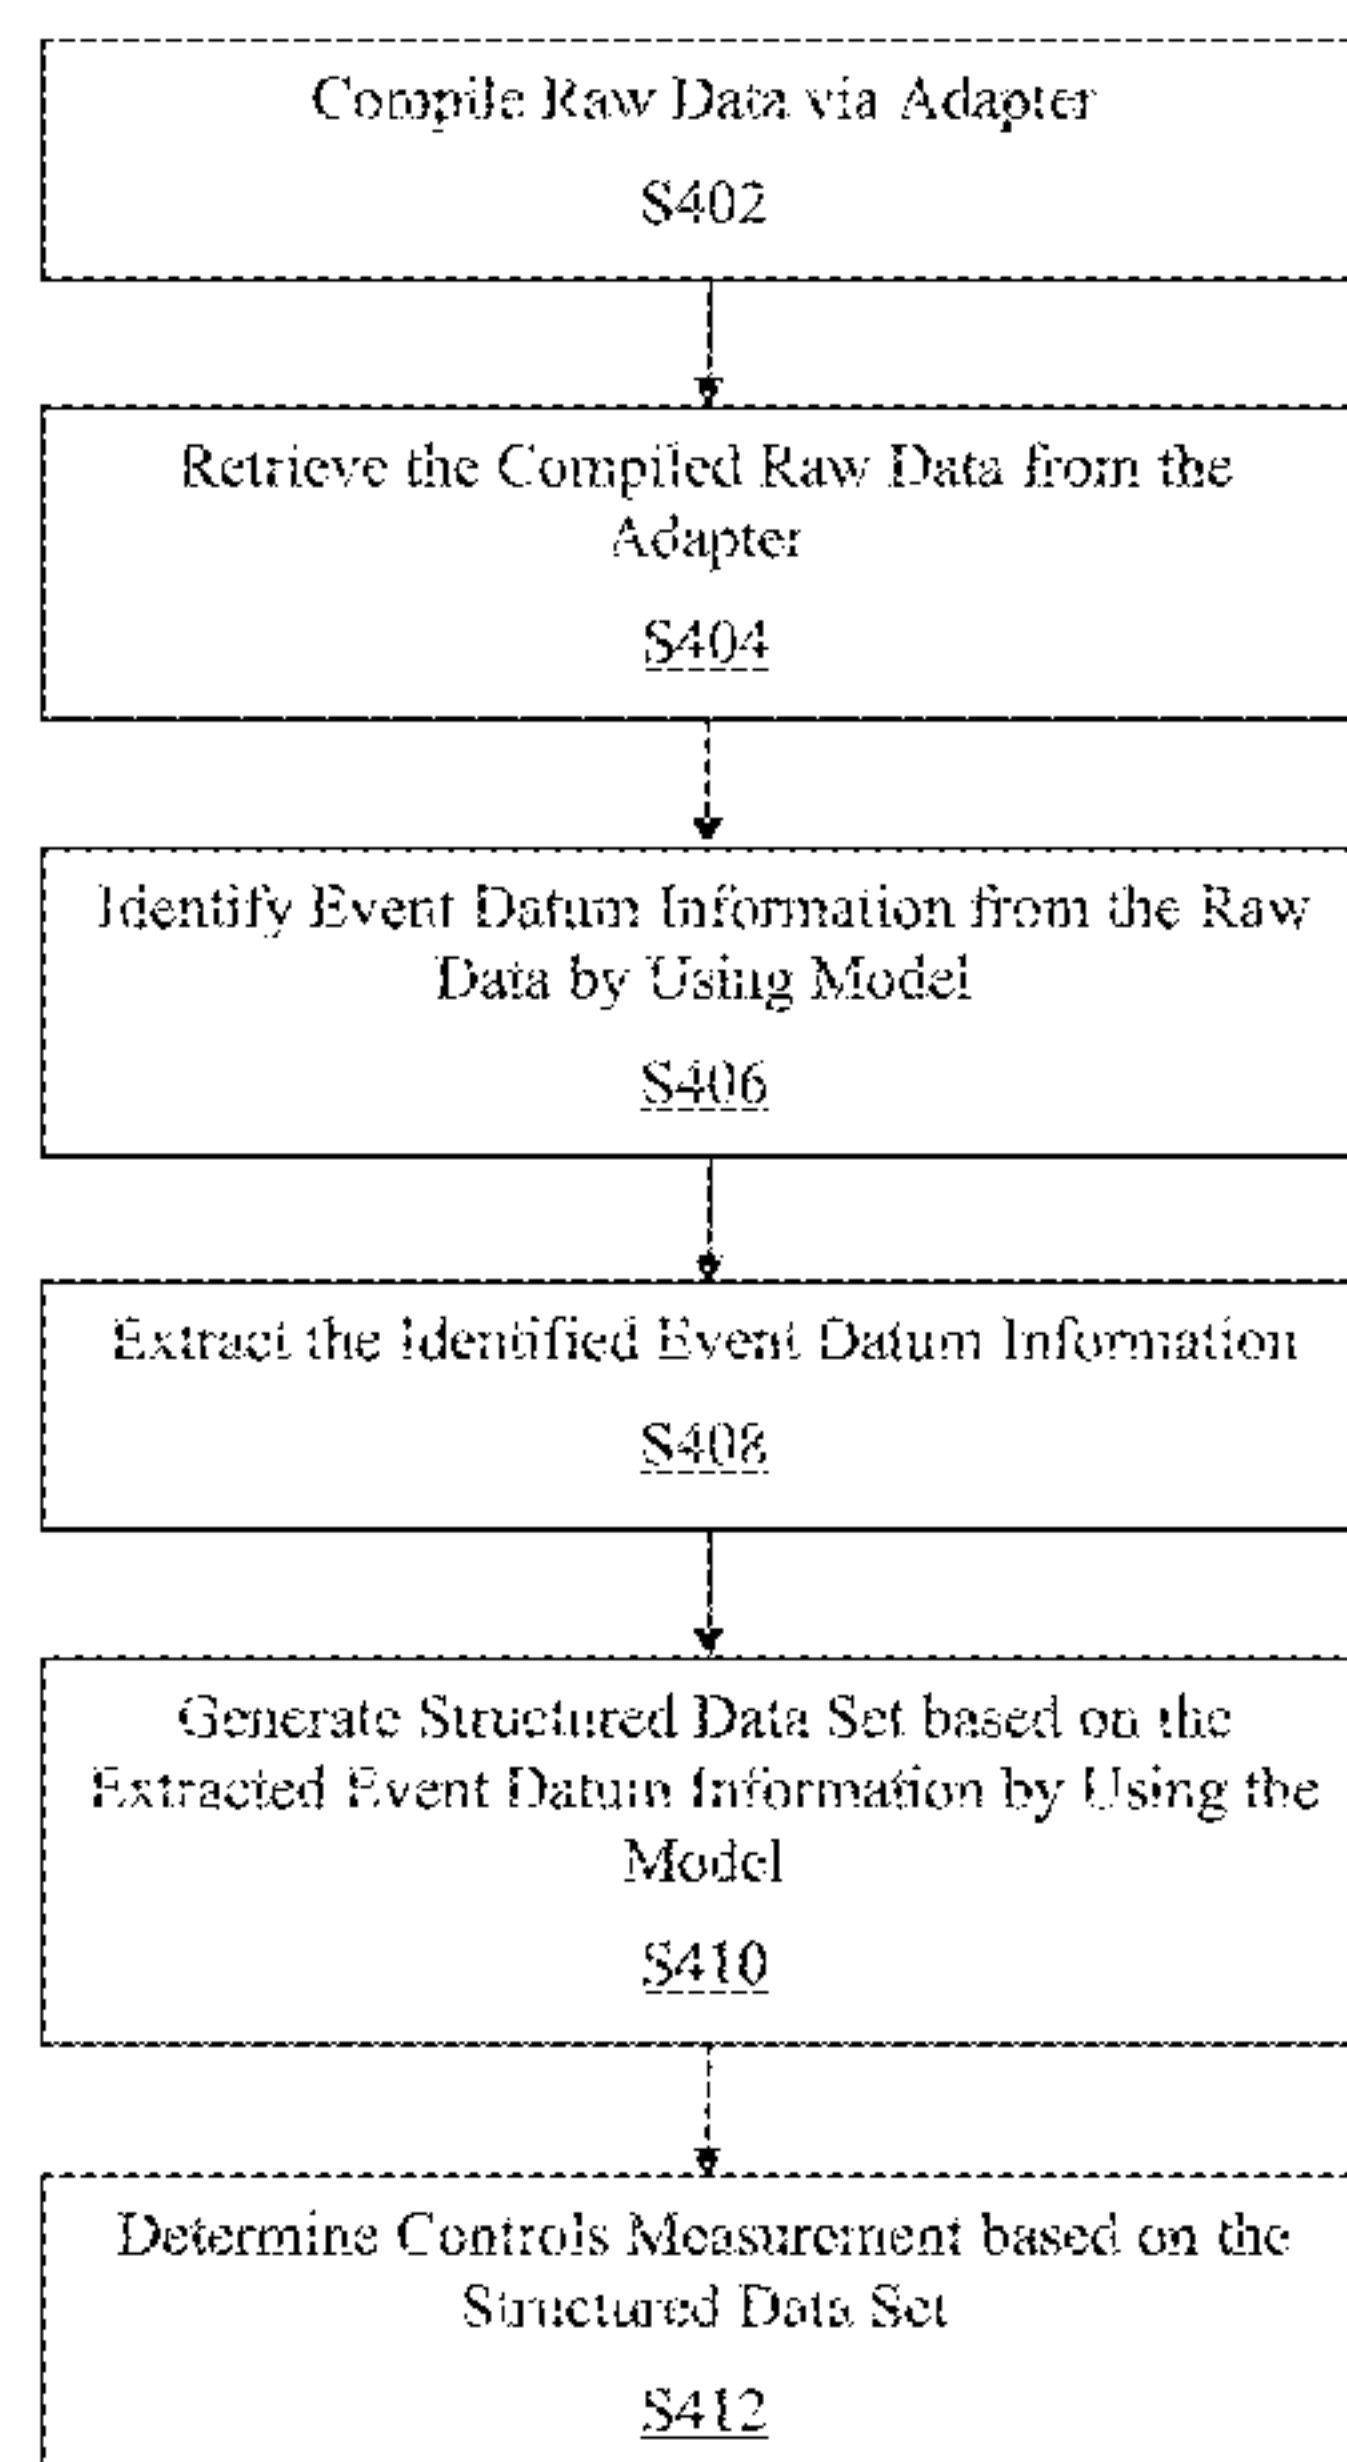 Compile Raw Data via Adapter
S402
Retrieve the Compiled Raw Data from the
Adapter
S404
Identify Event Datum Information from the Raw
Data by Using Model
S406
Extract the Identified Event Datum Information
S408
Generate Structured Data Set based on the
Extracted Event Datum Information by Using the
Model
S410
Determine Controls Measurement based on the
Structured Data Set
S412